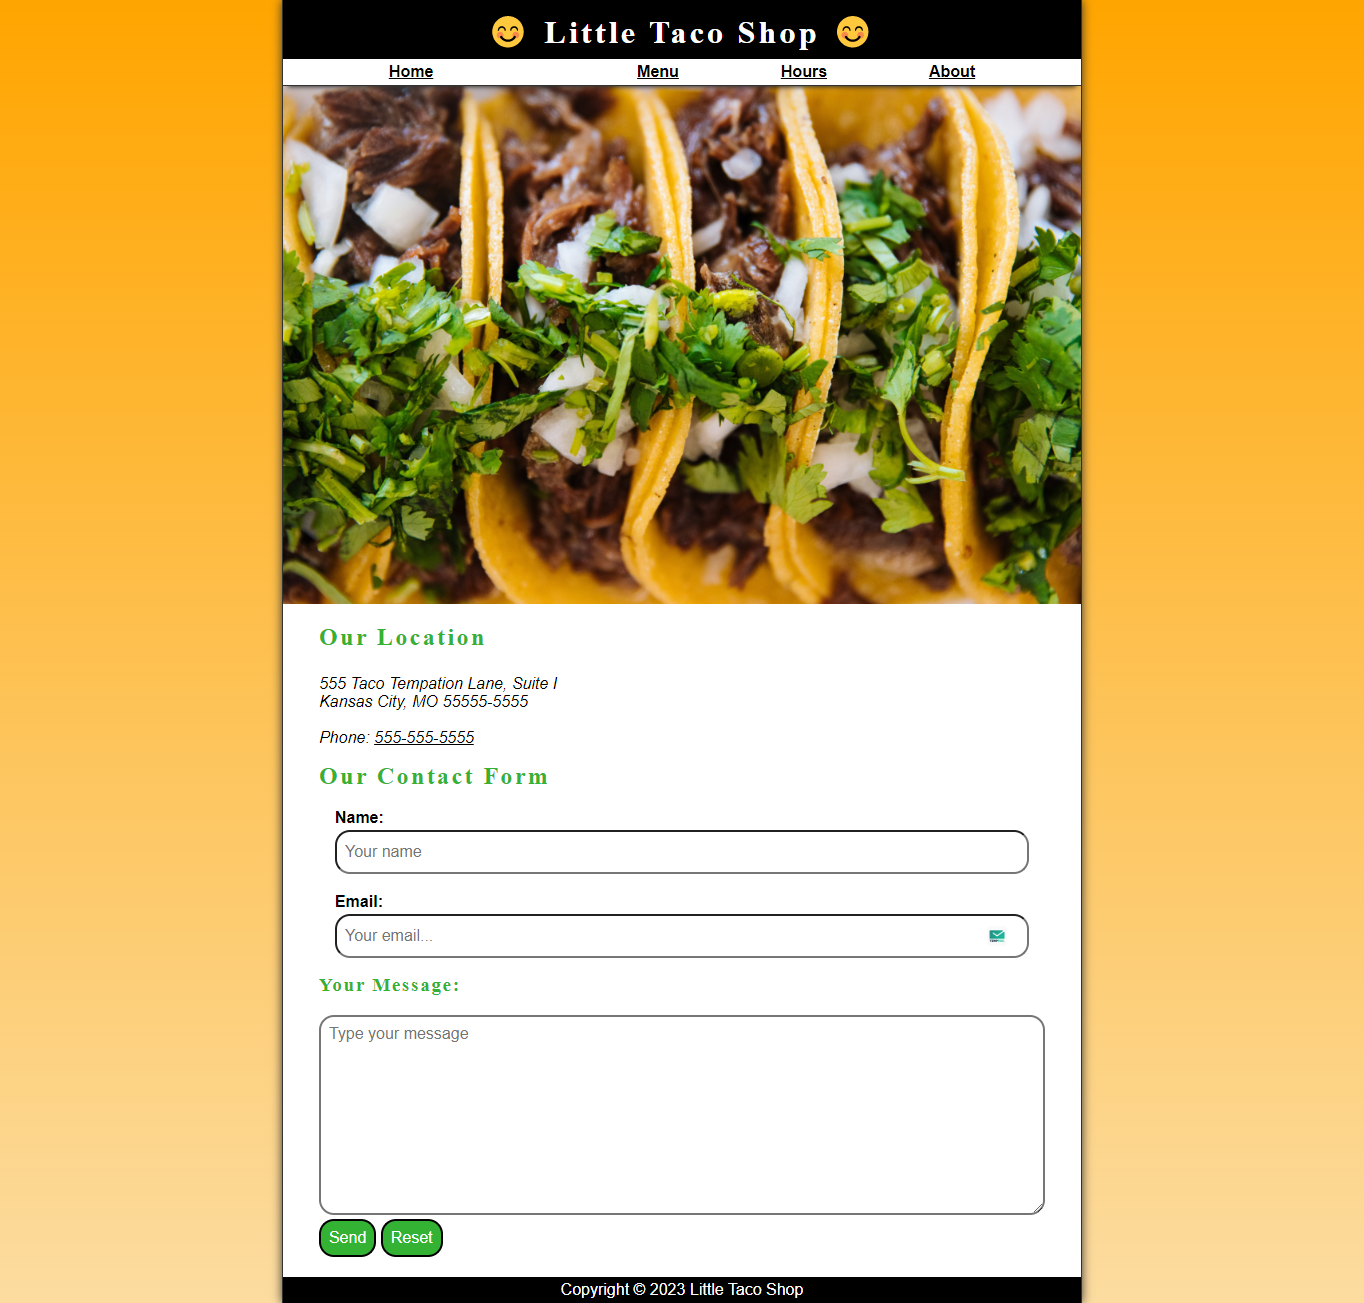 Little Taco Shop
Home Menu Hours About
Our Location
555 Taco Tempation Lane, Suite I
Kansas City, MO 55555-5555
Phone: 555-555-5555
Our Contact Form
Name:
Your name
Email:
Your email...
Your Message:
Type your message
Send Reset
Copyright © 2023 Little Taco Shop